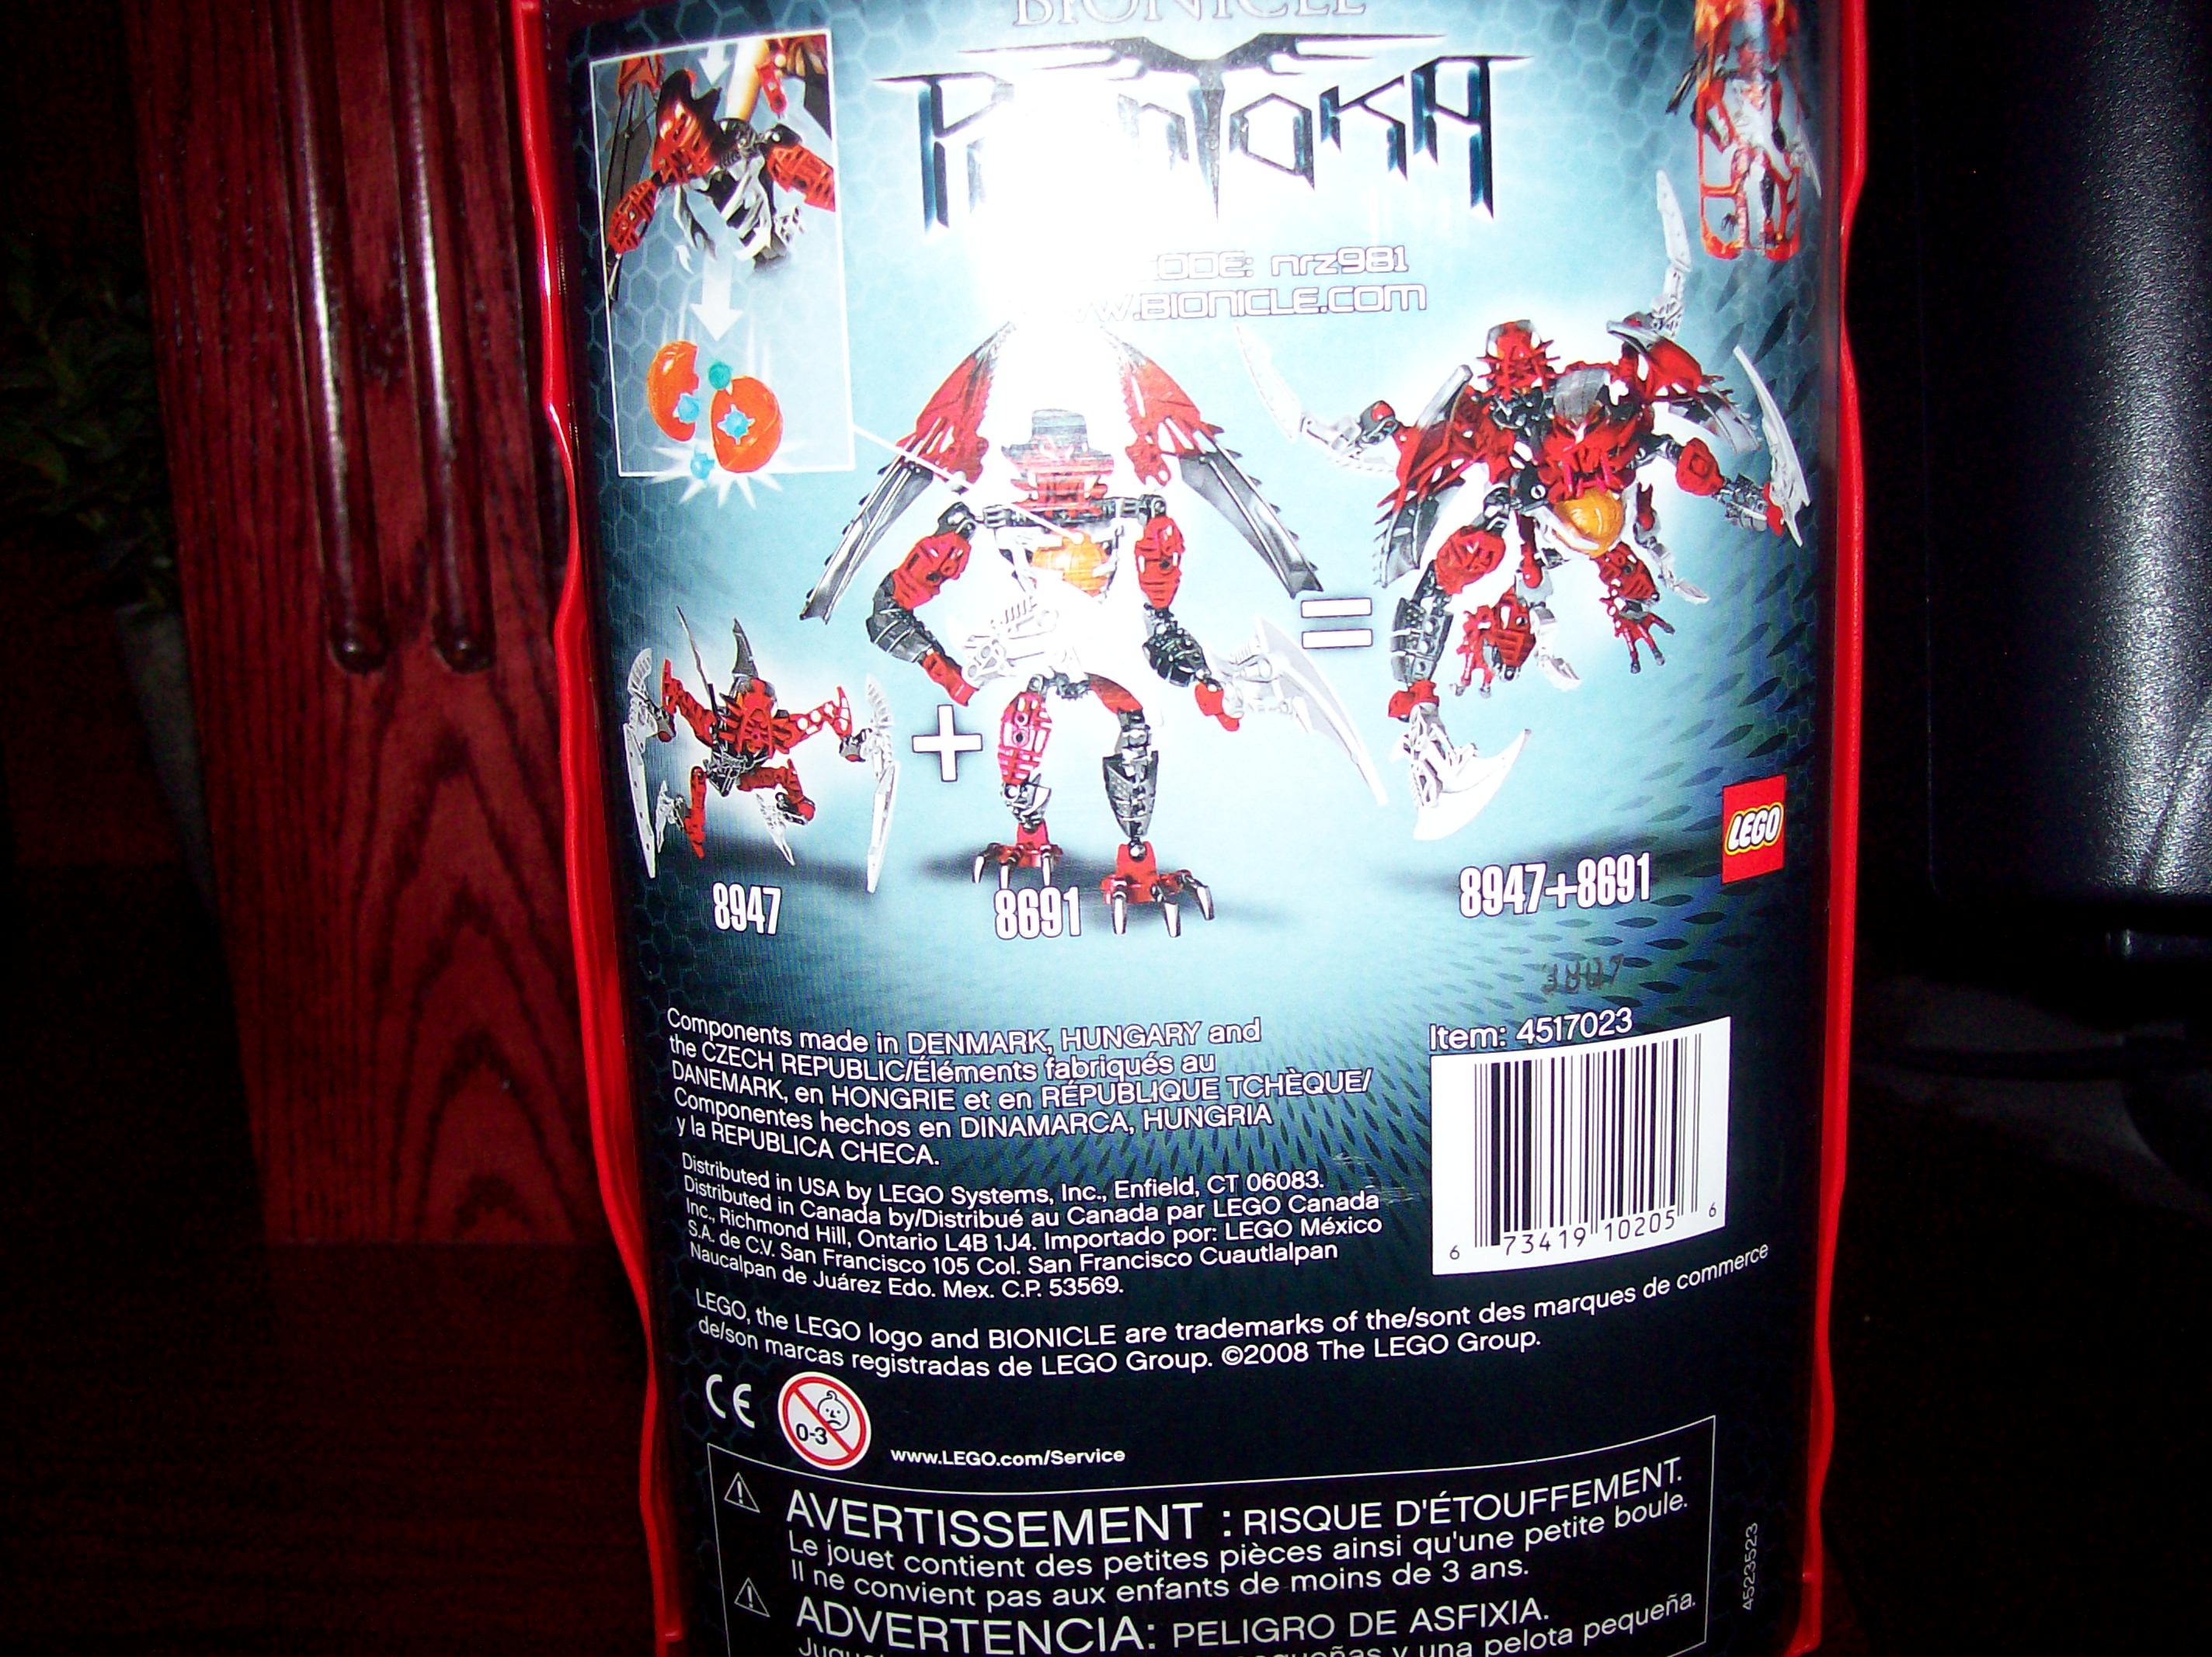 BIONICLE
CODE: nrz981
WWW.BIONICLE.COM
+
=
8947
8691
8947+8691
LEGO
Components made in DENMARK, HUNGARY and
the CZECH REPUBLIC/Éléments fabriqués au
DANEMARK, en HONGRIE et en RÉPUBLIQUE TCHÈQUE/
Componentes hechos en DINAMARCA, HUNGRIA
y la REPUBLICA CHECA.
Item: 4517023
6 73419 10205 6
Distributed in USA by LEGO Systems, Inc., Enfield, CT 06083.
Distributed in Canada by/Distribué au Canada par LEGO Canada
Inc., Richmond Hill, Ontario L4B 1J4. Importado por: LEGO México
S.A. de C.V. San Francisco 105 Col. San Francisco Cuautlalpan
Naucalpan de Juárez Edo. Mex. C.P. 53569.
LEGO, the LEGO logo and BIONICLE are trademarks of the/sont des marques de commerce
de/son marcas registradas de LEGO Group. ©2008 The LEGO Group.
CE
0-3
www.LEGO.com/Service
AVERTISSEMENT : RISQUE D'ÉTOUFFEMENT.
Le jouet contient des petites pièces ainsi qu'une petite boule.
Il ne convient pas aux enfants de moins de 3 ans.
ADVERTENCIA: PELIGRO DE ASFIXIA.
y una pelota pequeña.
4523523